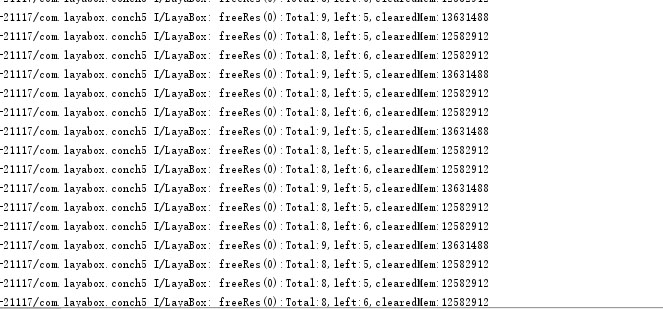 -21117/com.layabox.conch5 I/LayaBox: freeRes(0):Total:9,left:5,clearedMem:13631488
-21117/com.layabox.conch5 I/LayaBox: freeRes(0):Total:8,left:5,clearedMem:12582912
-21117/com.layabox.conch5 I/LayaBox: freeRes(0):Total:8,left:6,clearedMem:12582912
-21117/com.layabox.conch5 I/LayaBox: freeRes(0):Total:9,left:5,clearedMem:13631488
-21117/com.layabox.conch5 I/LayaBox: freeRes(0):Total:8,left:5,clearedMem:12582912
-21117/com.layabox.conch5 I/LayaBox: freeRes(0):Total:8,left:6,clearedMem:12582912
-21117/com.layabox.conch5 I/LayaBox: freeRes(0):Total:9,left:5,clearedMem:13631488
-21117/com.layabox.conch5 I/LayaBox: freeRes(0):Total:8,left:5,clearedMem:12582912
-21117/com.layabox.conch5 I/LayaBox: freeRes(0):Total:8,left:6,clearedMem:12582912
-21117/com.layabox.conch5 I/LayaBox: freeRes(0):Total:9,left:5,clearedMem:13631488
-21117/com.layabox.conch5 I/LayaBox: freeRes(0):Total:8,left:5,clearedMem:12582912
-21117/com.layabox.conch5 I/LayaBox: freeRes(0):Total:8,left:6,clearedMem:12582912
-21117/com.layabox.conch5 I/LayaBox: freeRes(0):Total:9,left:5,clearedMem:13631488
-21117/com.layabox.conch5 I/LayaBox: freeRes(0):Total:8,left:5,clearedMem:12582912
-21117/com.layabox.conch5 I/LayaBox: freeRes(0):Total:8,left:5,clearedMem:12582912
-21117/com.layabox.conch5 I/LayaBox: freeRes(0):Total:8,left:6,clearedMem:12582912